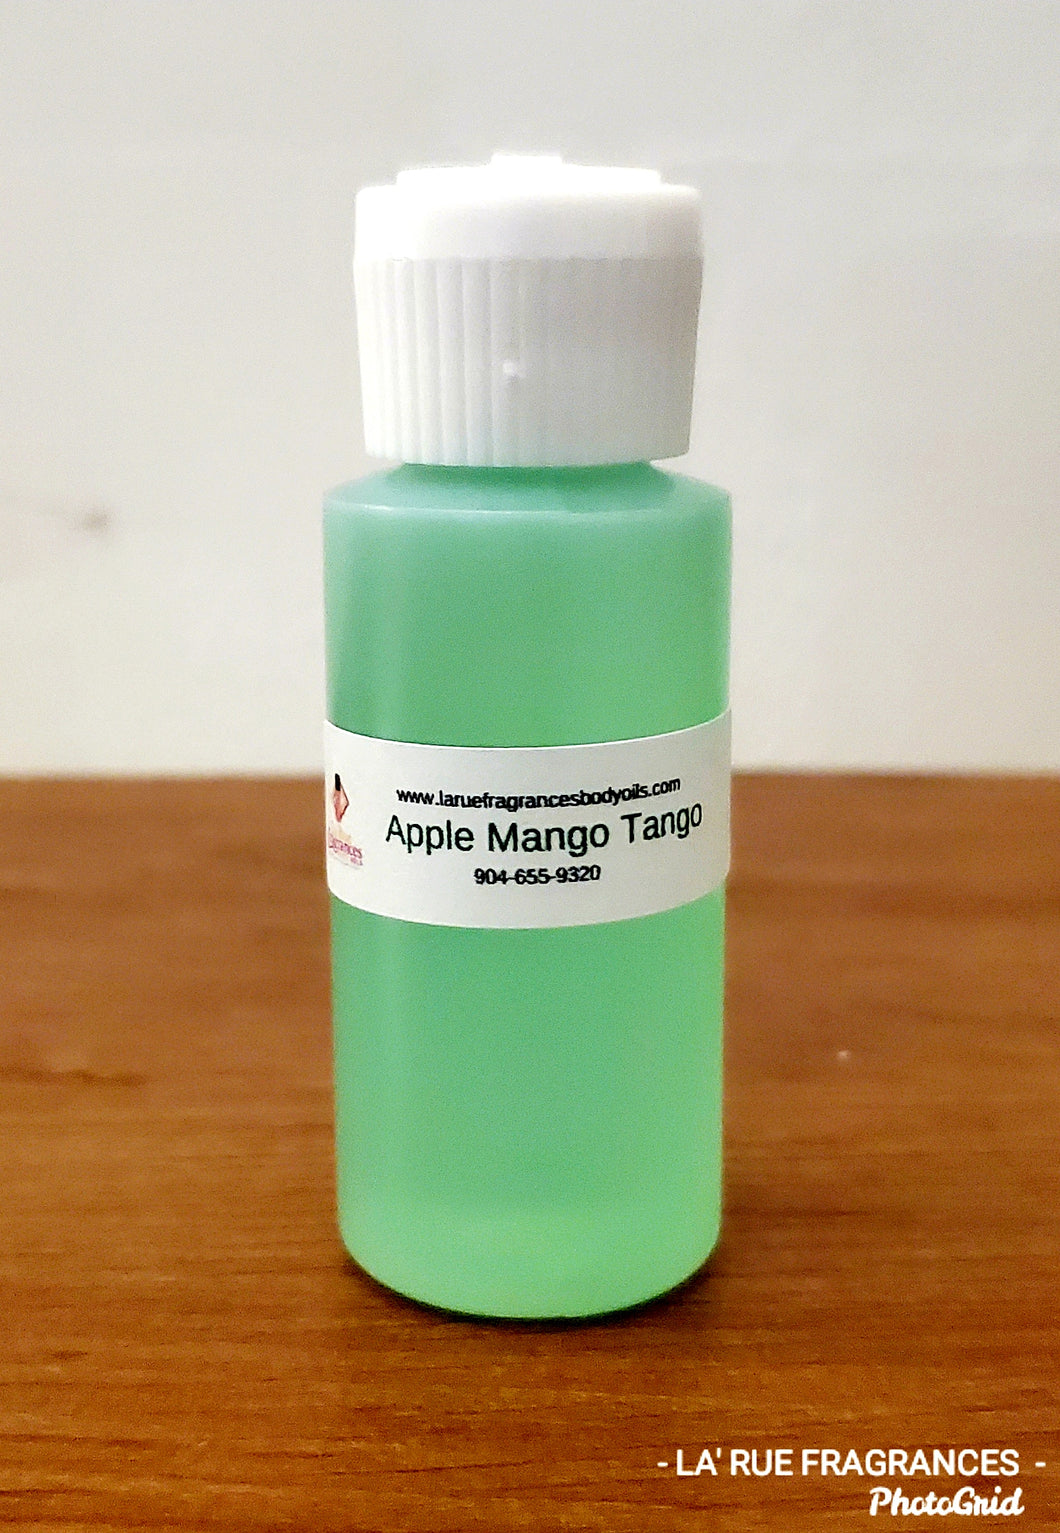 www.laruefragrancesbodyoils.com
Apple Mango Tango
904-655-9320
- LA' RUE FRAGRANCES -
PhotoGrid